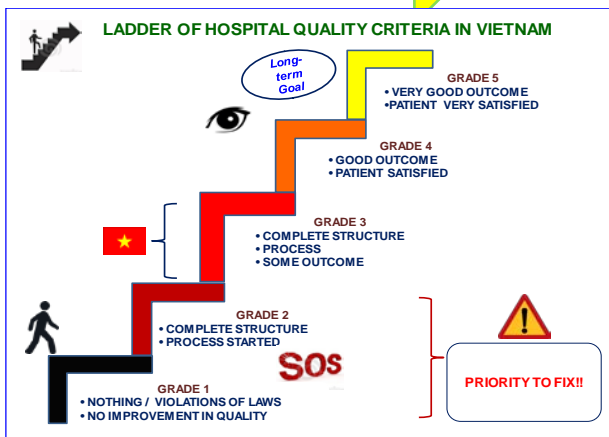 LADDER OF HOSPITAL QUALITY CRITERIA IN VIETNAM
Long-
term
Goal
GRADE 5
• VERY GOOD OUTCOME
•PATIENT VERY SATISFIED
GRADE 4
• GOOD OUTCOME
• PATIENT SATISFIED
GRADE 3
• COMPLETE STRUCTURE
• PROCESS
• SOME OUTCOME
GRADE 2
• COMPLETE STRUCTURE
• PROCESS STARTED
SOS
PRIORITY TO FIX!!
GRADE 1
• NOTHING / VIOLATIONS OF LAWS
• NO IMPROVEMENT IN QUALITY